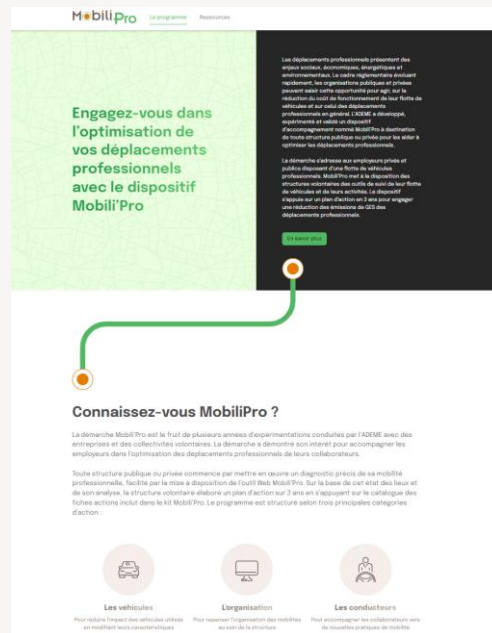 Mobili.Pro
Le programme Ressources
Engagez-vous dans
l'optimisation de
vos déplacements
professionnels
avec le dispositif
Mobili'Pro
Les déplacements professionnels présentent des
enjeux sociaux, économiques, énergétiques et
environnementaux. Le cadre réglementaire évoluant
rapidement, les organisations publiques et privées
peuvent saisir cette opportunité pour agir, sur la
réduction du coût de fonctionnement de leur flotte de
véhicules et sur celui des déplacements
professionnels en général. L'ADEME a développé,
expérimenté et validé un dispositif
d'accompagnement nommé Mobili'Pro à destination
de toute structure publique ou privée pour les aider à
optimiser les déplacements professionnels.
La démarche s'adresse aux employeurs privés et
publics disposant d'une flotte de véhicules
professionnels. Mobili'Pro met à la disposition des
structures volontaires des outils de suivi de leur flotte
de véhicules et de leurs activités. Le dispositif
s'appuie sur un plan d'action en 3 ans pour engager
une réduction des émissions de GES des
déplacements professionnels.
En savoir plus
Connaissez-vous MobiliPro ?
La démarche Mobili'Pro est le fruit de plusieurs années d'expérimentations conduites par l'ADEME avec des
entreprises et des collectivités volontaires. La démarche a démontré son intérêt pour accompagner les
employeurs dans l'optimisation des déplacements professionnels de leurs collaborateurs.
Toute structure publique ou privée commence par mettre en œuvre un diagnostic précis de sa mobilité
professionnelle, facilité par la mise à disposition de l'outil Web Mobili'Pro. Sur la base de cet état des lieux et
de son analyse, la structure volontaire élabore un plan d'action sur 3 ans en s'appuyant sur le catalogue des
fiches actions inclut dans le kit Mobili'Pro. Le programme est structuré selon trois principales catégories
d'action :
Les véhicules L'organisation Les conducteurs
Pour réduire l'impact des véhicules utilisés Pour repenser l'organisation des mobilités Pour accompagner les collaborateurs vers
en modifiant leurs caractéristiques au sein de la structure de nouvelles pratiques de mobilité